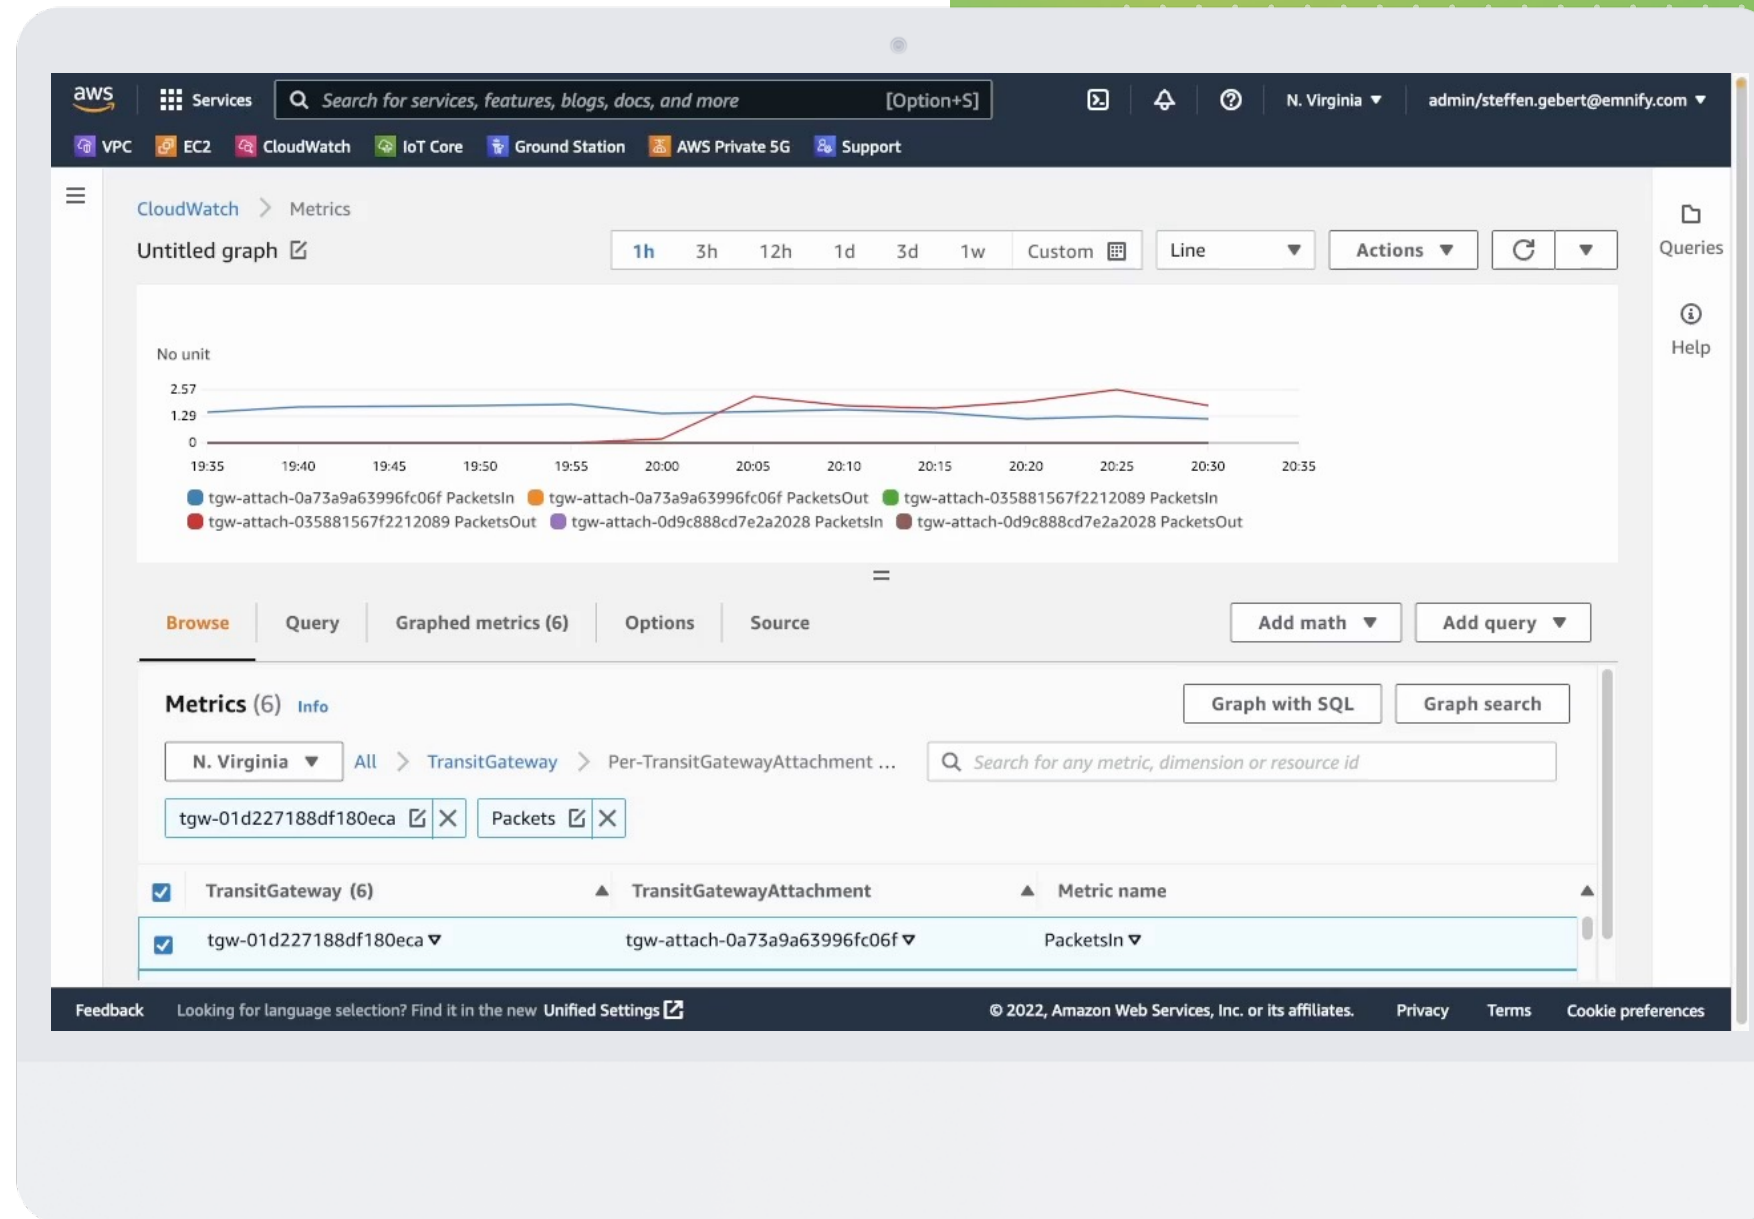 aws Services Search for services, features, blogs, docs, and more [Option+S] N. Virginia ▼ admin/steffen.gebert@emnify.com ▼
VPC EC2 CloudWatch IoT Core Ground Station AWS Private 5G Support
CloudWatch > Metrics
Untitled graph 1h 3h 12h 1d 3d 1w Custom Line ▼ Actions ▼ ▼
Queries
Help
No unit
2.57
1.29
0
19:35 19:40 19:45 19:50 19:55 20:00 20:05 20:10 20:15 20:20 20:25 20:30 20:35
tgw-attach-0a73a9a63996fc06f PacketsIn tgw-attach-0a73a9a63996fc06f PacketsOut tgw-attach-035881567f2212089 PacketsIn
tgw-attach-035881567f2212089 PacketsOut tgw-attach-0d9c888cd7e2a2028 PacketsIn tgw-attach-0d9c888cd7e2a2028 PacketsOut
Browse Query Graphed metrics (6) Options Source Add math ▼ Add query ▼
Metrics (6) Info Graph with SQL Graph search
N. Virginia ▼ All > TransitGateway > Per-TransitGatewayAttachment ... Search for any metric, dimension or resource id
tgw-01d227188df180eca Packets
TransitGateway (6) ▲ TransitGatewayAttachment ▲ Metric name ▲
tgw-01d227188df180eca tgw-attach-0a73a9a63996fc06f PacketsIn
Feedback Looking for language selection? Find it in the new Unified Settings © 2022, Amazon Web Services, Inc. or its affiliates. Privacy Terms Cookie preferences